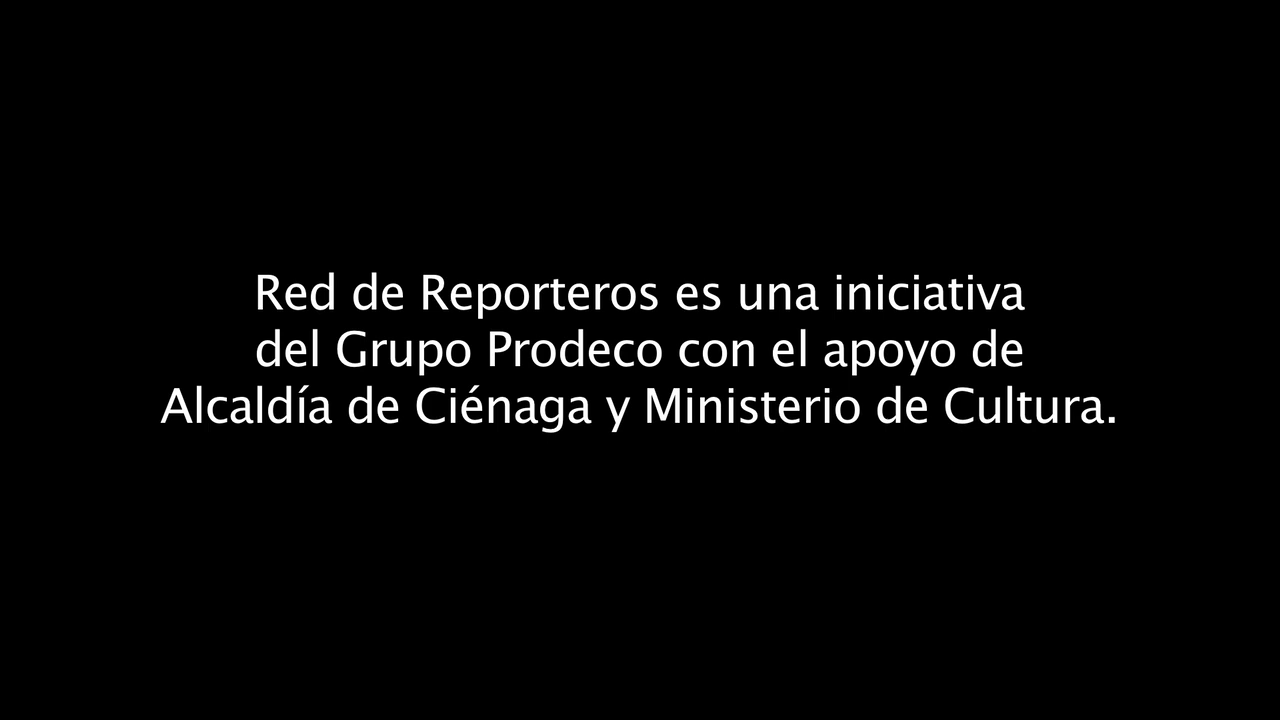 Red de Reporteros es una iniciativa
del Grupo Prodeco con el apoyo de
Alcaldía de Ciénaga y Ministerio de Cultura.